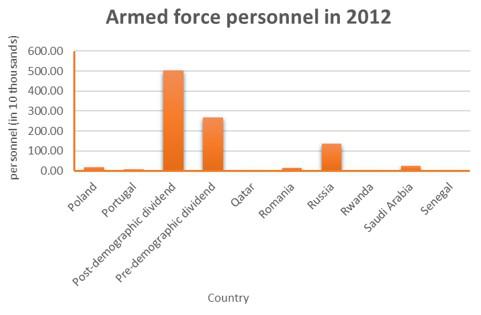 Armed force personnel in 2012
personnel (in 10 thousands)
600.00
500.00
400.00
300.00
200.00
100.00
0.00
Poland
Portugal
Post-demographic dividend
Pre-demographic dividend
Qatar
Romania
Russia
Rwanda
Saudi Arabia
Senegal
Country